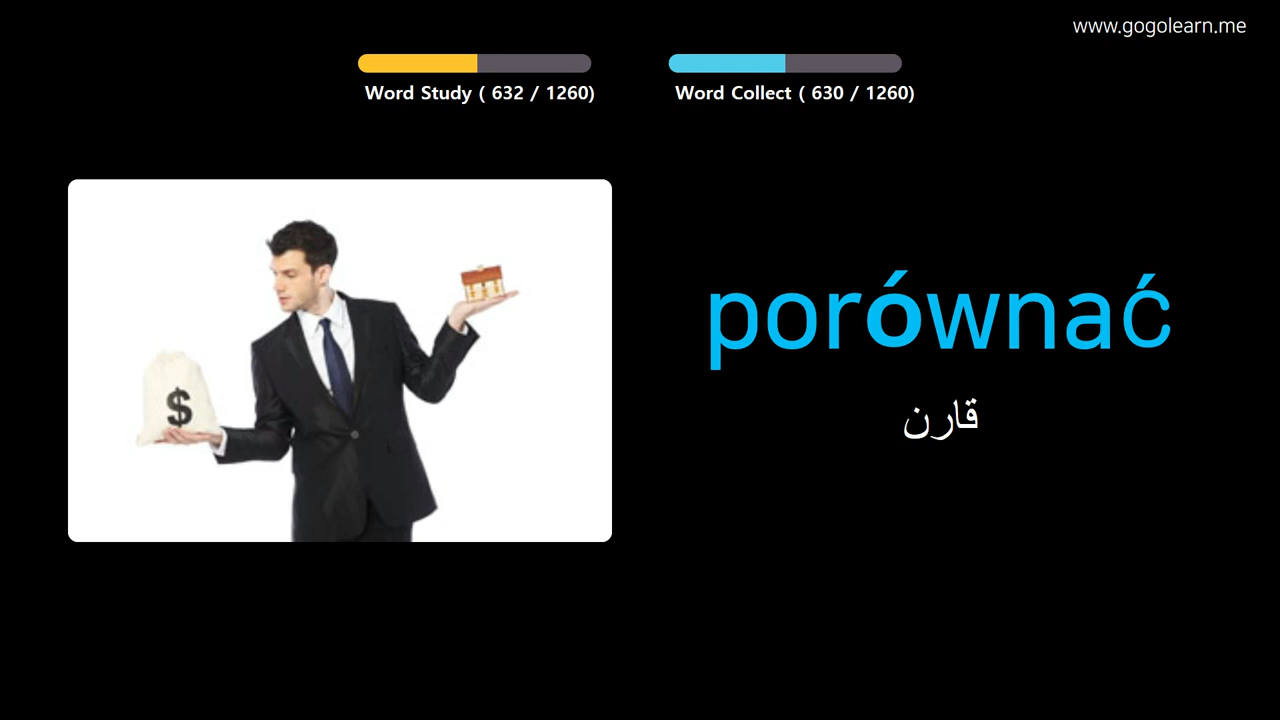 www.gogolearn.me
Word Study ( 632 / 1260)
Word Collect ( 630 / 1260)
$
porównać
قارن